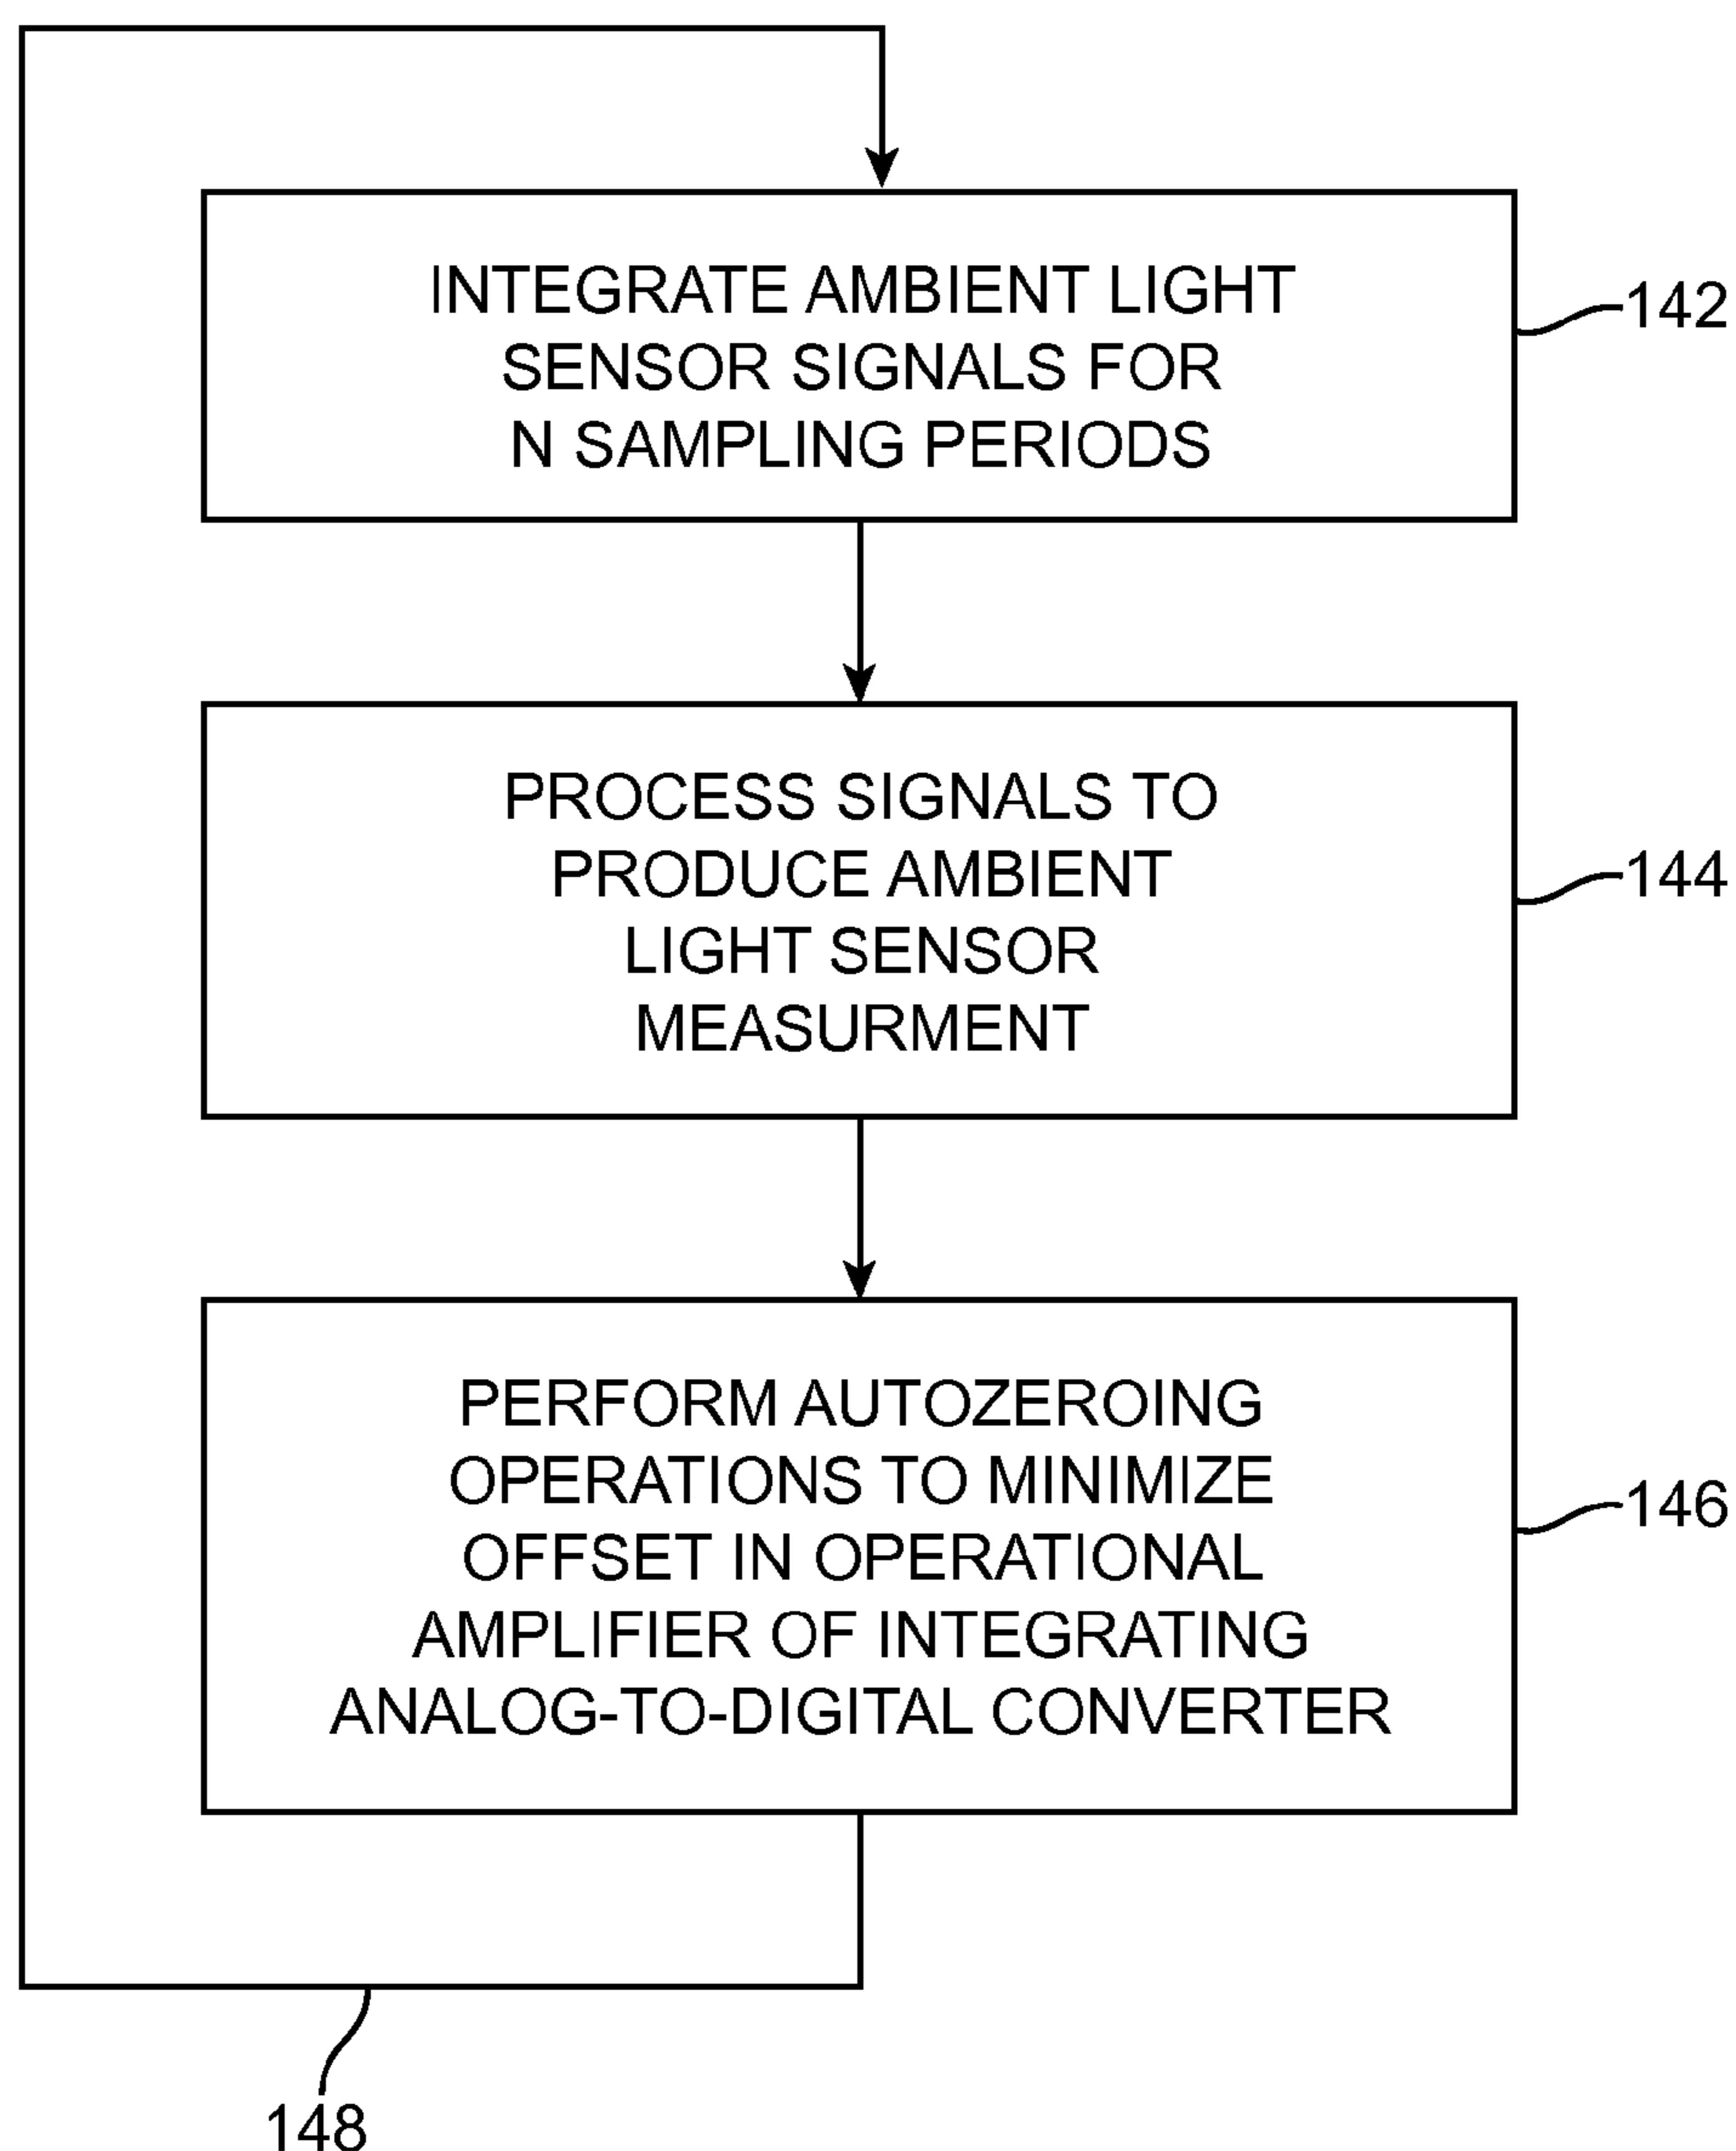 INTEGRATE AMBIENT LIGHT
SENSOR SIGNALS FOR
N SAMPLING PERIODS
142
PROCESS SIGNALS TO
PRODUCE AMBIENT
LIGHT SENSOR
MEASURMENT
144
PERFORM AUTOZEROING
OPERATIONS TO MINIMIZE
OFFSET IN OPERATIONAL
AMPLIFIER OF INTEGRATING
ANALOG-TO-DIGITAL CONVERTER
146
148